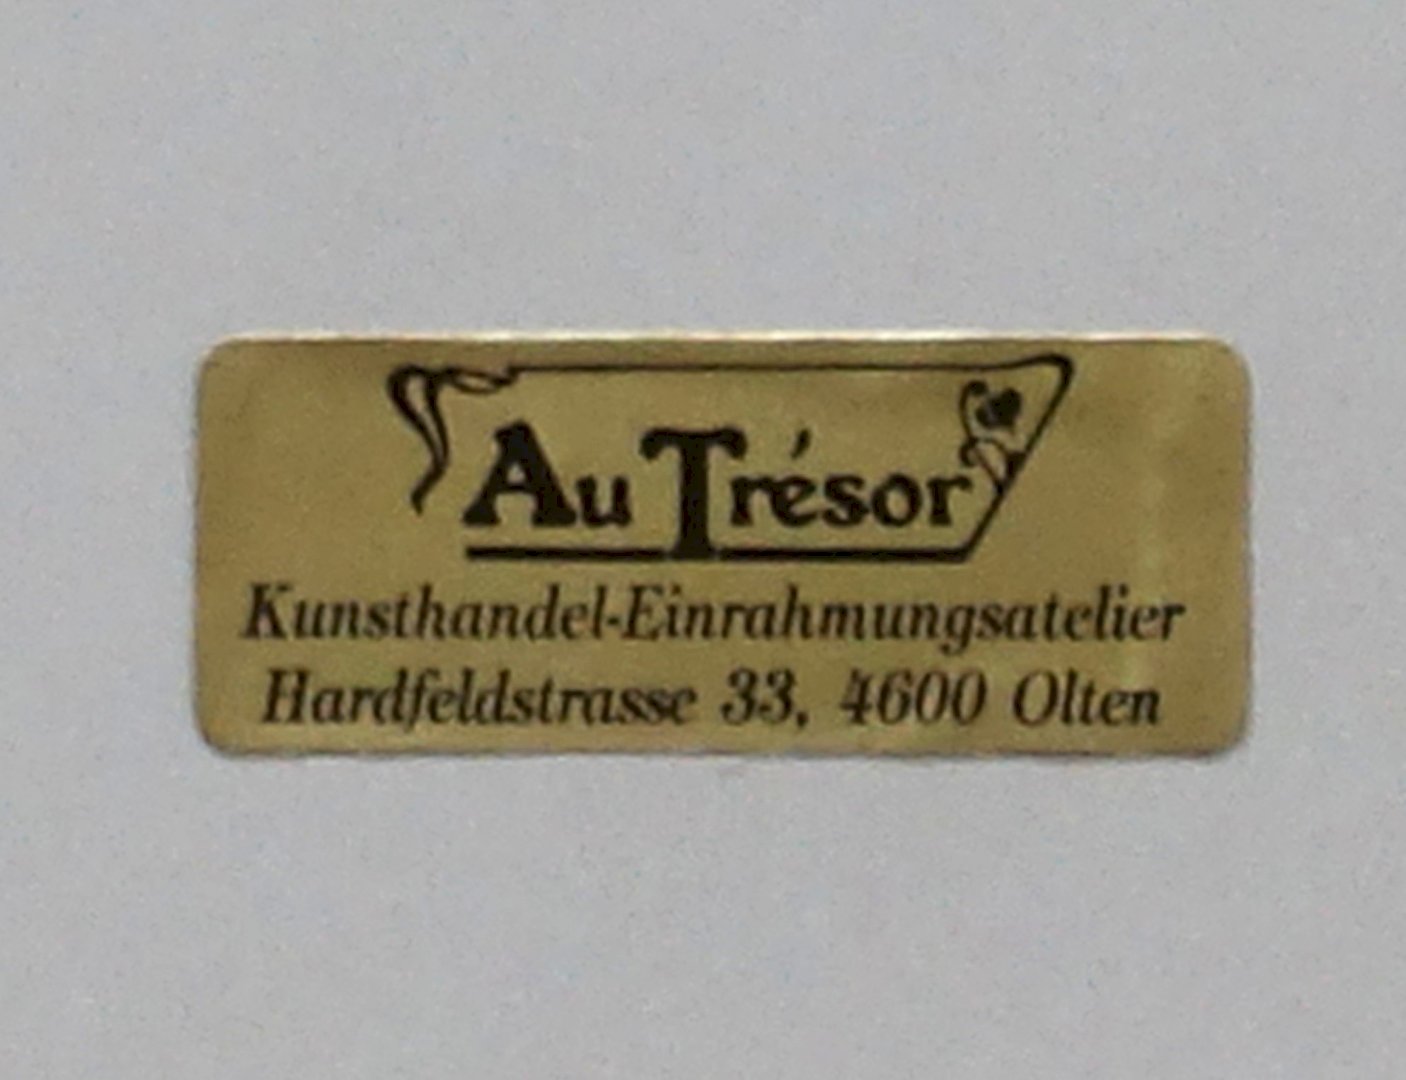 Au Trésor
Kunsthandel-Einrahmungsatelier
Hardfeldstrasse 33, 4600 Olten